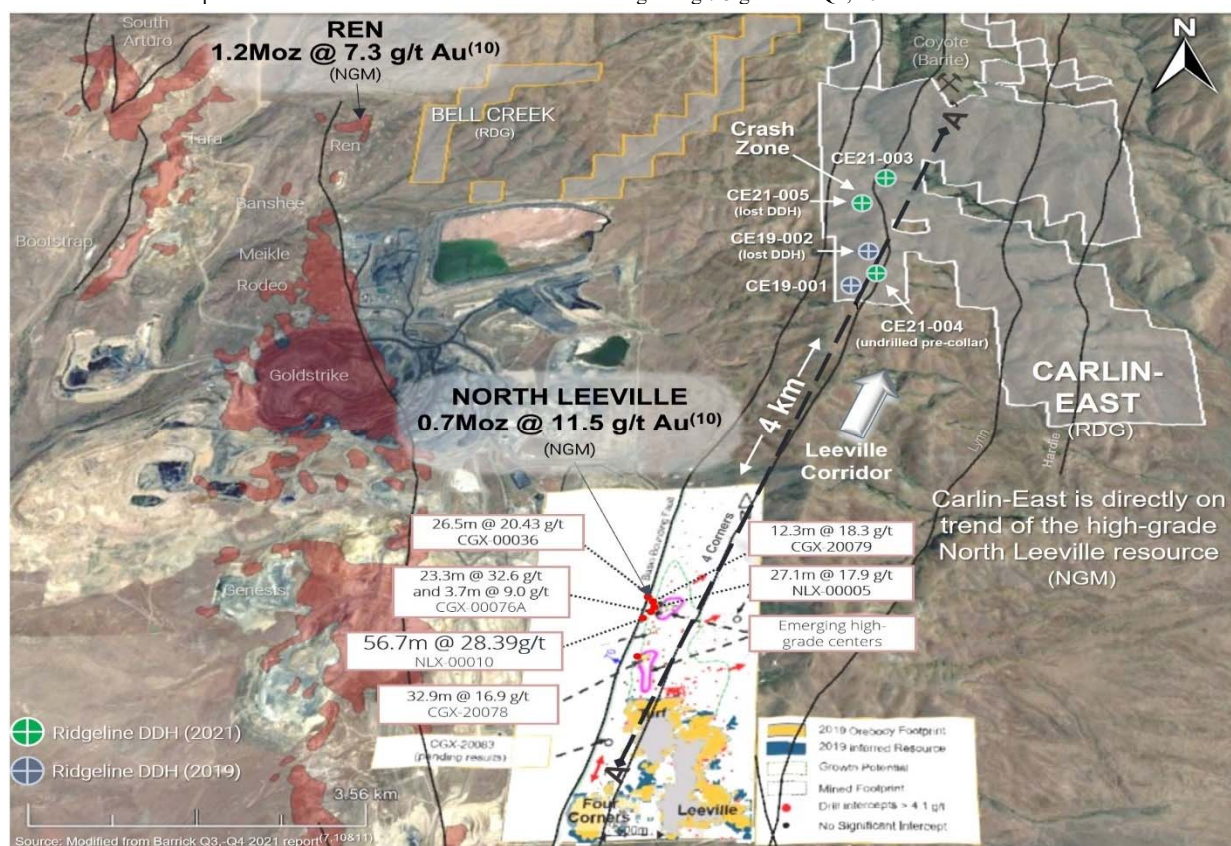 South
Arturo
REN
1.2Moz @ 7.3 g/t Au(10)
(NGM)
Tara
Ren
BELL CREEK
(RDG)
Coyote
(Barite)
N
A
Crash
Zone
CE21-003
CE21-005
(lost DDH)
CE19-002
(lost DDH)
CE19-001
CE21-004
(undrilled pre-collar)
Banshee
Bootstrap
Meikle
Rodeo
Goldstrike
NORTH LEEVILLE
0.7Moz @ 11.5 g/t Au(10)
(NGM)
4 km
Leeville
Corridor
CARLIN-
EAST
(RDG)
Lynn
Hardie
Carlin-East is directly on
trend of the high-grade
North Leeville resource
(NGM)
26.5m @ 20.43 g/t
CGX-00036
23.3m @ 32.6 g/t
and 3.7m @ 9.0 g/t
CGX-00076A
56.7m @ 28.39g/t
NLX-00010
32.9m @ 16.9 g/t
CGX-20078
CGX-20083
(pending results)
12.3m @ 18.3 g/t
CGX-20079
27.1m @ 17.9 g/t
NLX-00005
Emerging high-
grade centers
Bounding Fault
4 Corners
Genesis
Turf
A
Four
Corners
Leeville
2019 Orebody Footprint
2019 Inferred Resource
Growth Potential
Mined Footprint
Drill intercepts > 4.1 g/t
No Significant Intercept
Ridgeline DDH (2021)
Ridgeline DDH (2019)
3.56 km
Source: Modified from Barrick Q3,-Q4 2021 report(7,10&11)